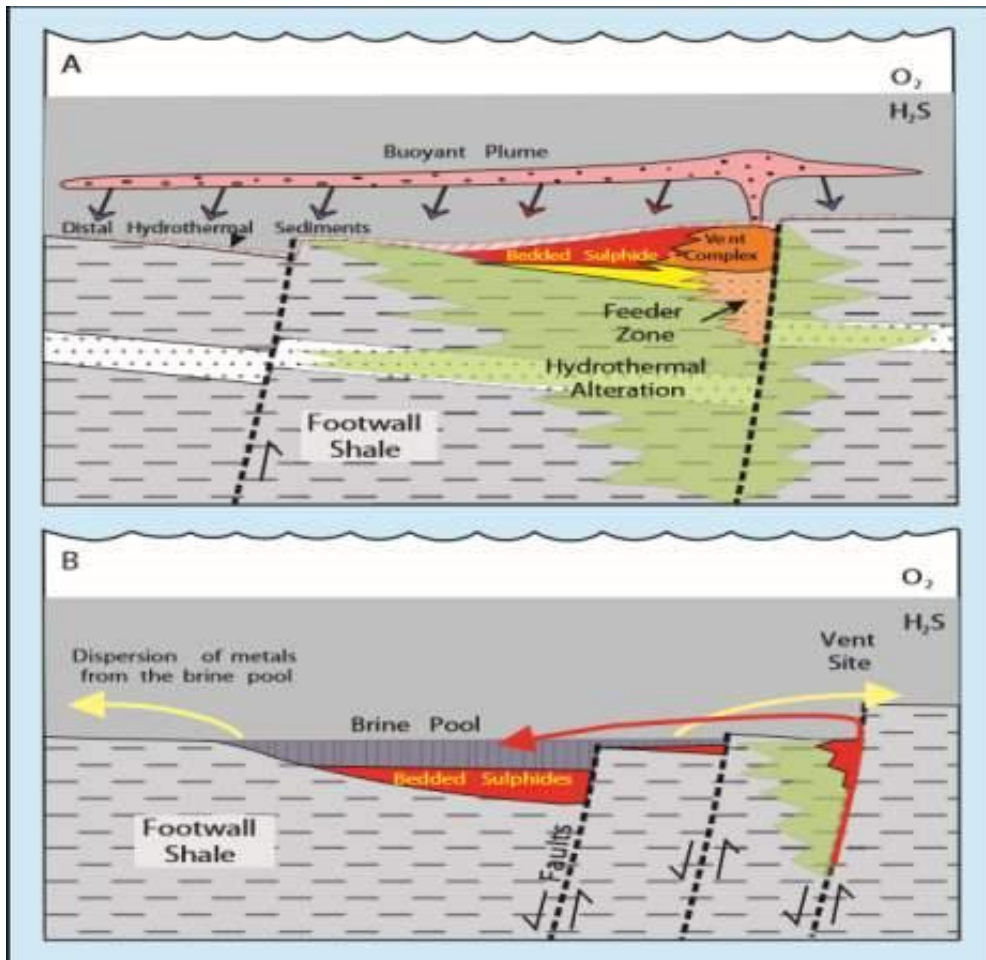 A
O₂
H₂S
Buoyant Plume
Distal Hydrothermal Sediments
Bedded Sulphide
Vent
Complex
Feeder
Zone
Hydrothermal
Alteration
Footwall
Shale
B
O₂
H₂S
Vent
Site
Dispersion of metals
from the brine pool
Brine Pool
Bedded Sulphides
Footwall
Shale
Faults